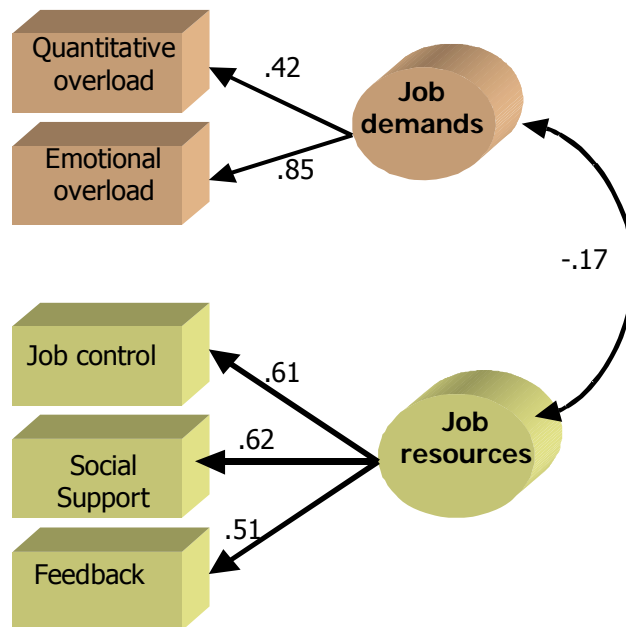 Quantitative
overload
.42
Job
demands
Emotional
overload
.85
-.17
Job control
.61
Social
Support
.62
Job
resources
.51
Feedback